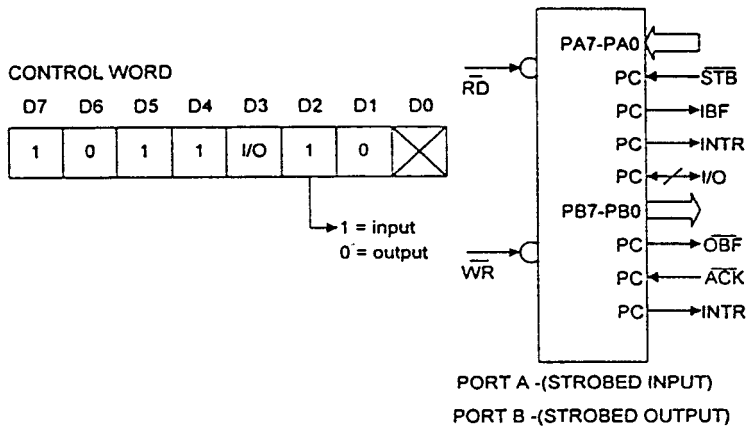 CONTROL WORD
D7 D6 D5 D4 D3 D2 D1 D0
1 0 1 1 I/O 1 0
1 = input
0 = output
RD
WR
PA7-PA0
PC STB
PC IBF
PC INTR
PC I/O
PB7-PB0
PC OBF
PC ACK
PC INTR
PORT A -(STROBED INPUT)
PORT B -(STROBED OUTPUT)